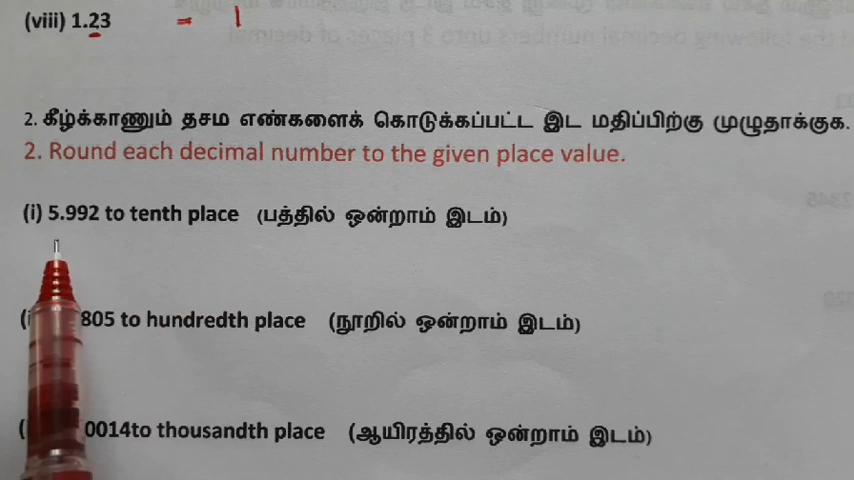 (viii) 1.23 = 1
2. கீழ்க்காணும் தசம எண்களைக் கொடுக்கப்பட்ட இட மதிப்பிற்கு முழுதாக்குக.
2. Round each decimal number to the given place value.
(i) 5.992 to tenth place (பத்தில் ஒன்றாம் இடம்)
805 to hundredth place (நூறில் ஒன்றாம் இடம்)
0014to thousandth place (ஆயிரத்தில் ஒன்றாம் இடம்)